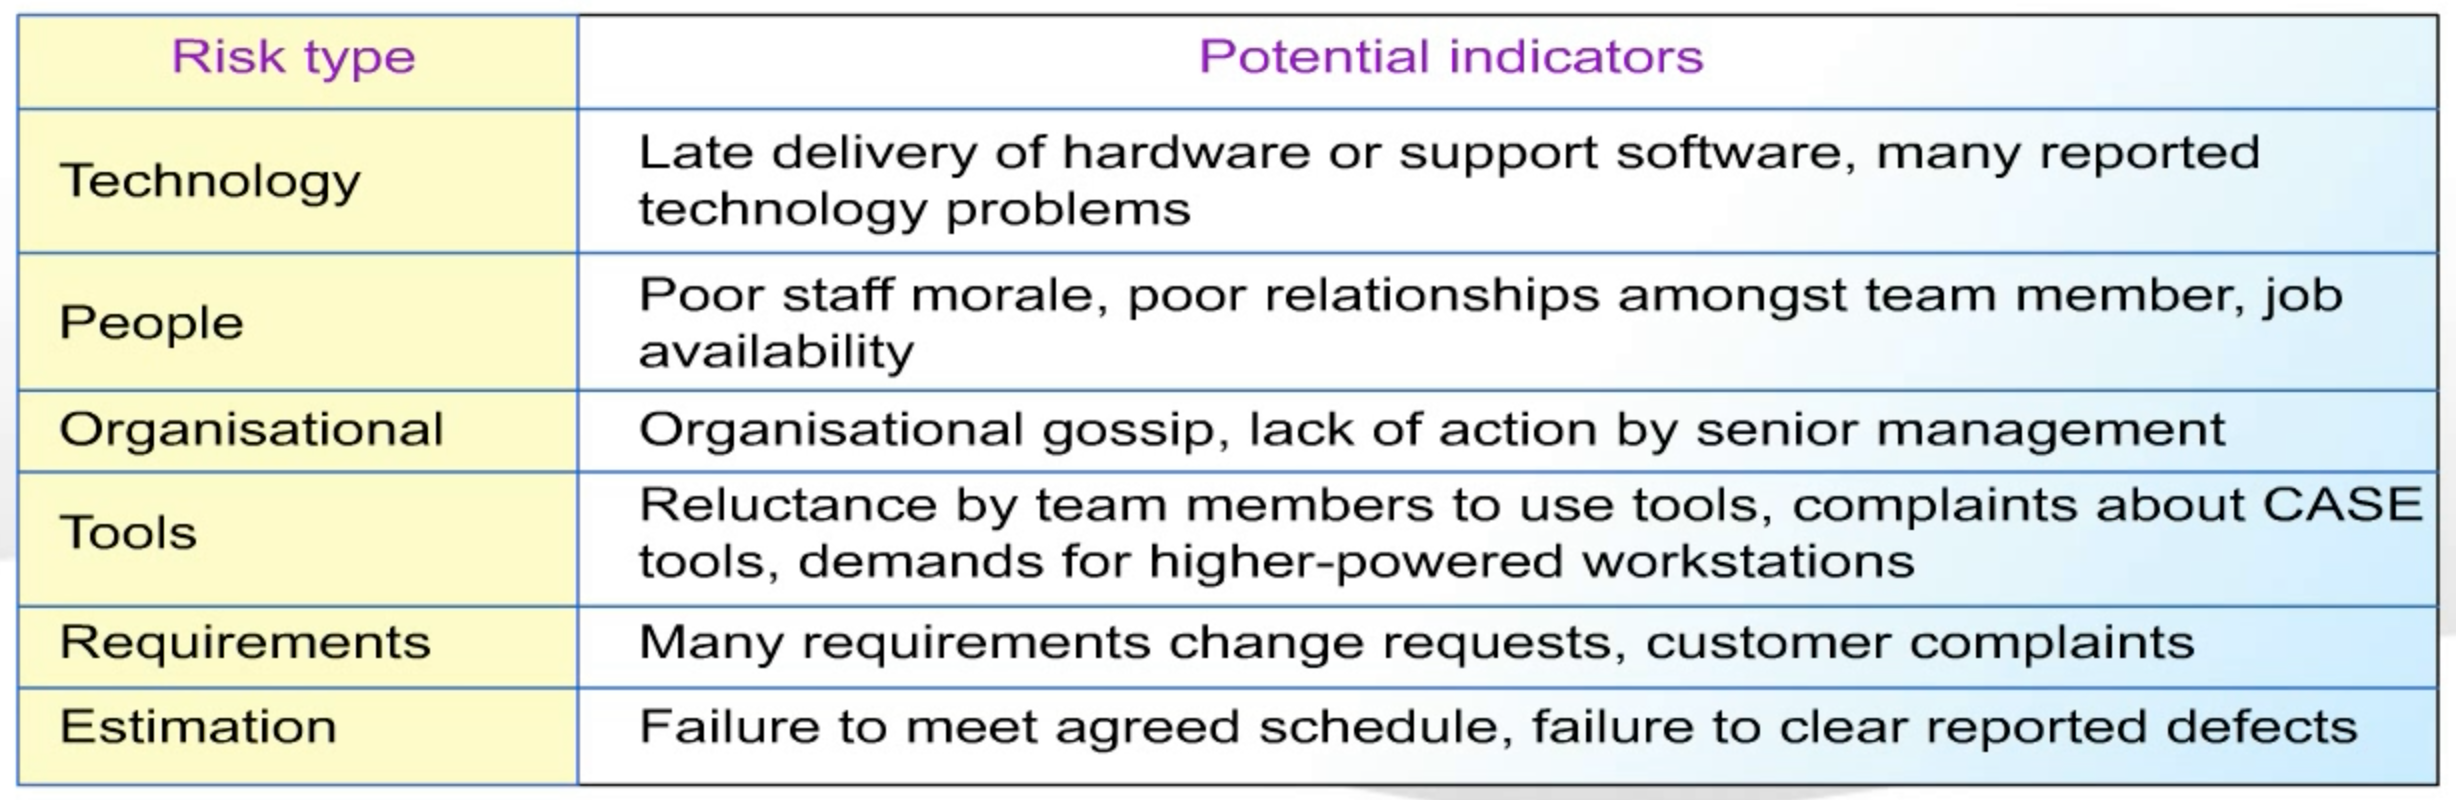 Risk type
Potential indicators
Technology
Late delivery of hardware or support software, many reported
technology problems
People
Poor staff morale, poor relationships amongst team member, job
availability
Organisational
Organisational gossip, lack of action by senior management
Tools
Reluctance by team members to use tools, complaints about CASE
tools, demands for higher-powered workstations
Requirements
Many requirements change requests, customer complaints
Estimation
Failure to meet agreed schedule, failure to clear reported defects